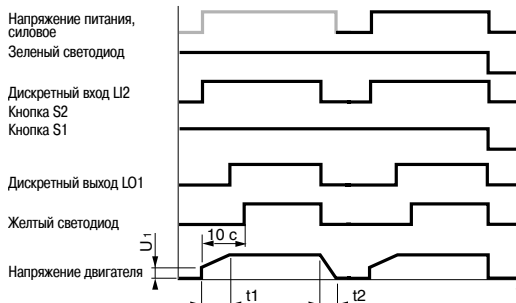 Напряжение питания,
силовое
Зеленый светодиод
Дискретный вход LI2
Кнопка S2
Кнопка S1
Дискретный выход LO1
Желтый светодиод
10 c
U1
Напряжение двигателя
t1
t2